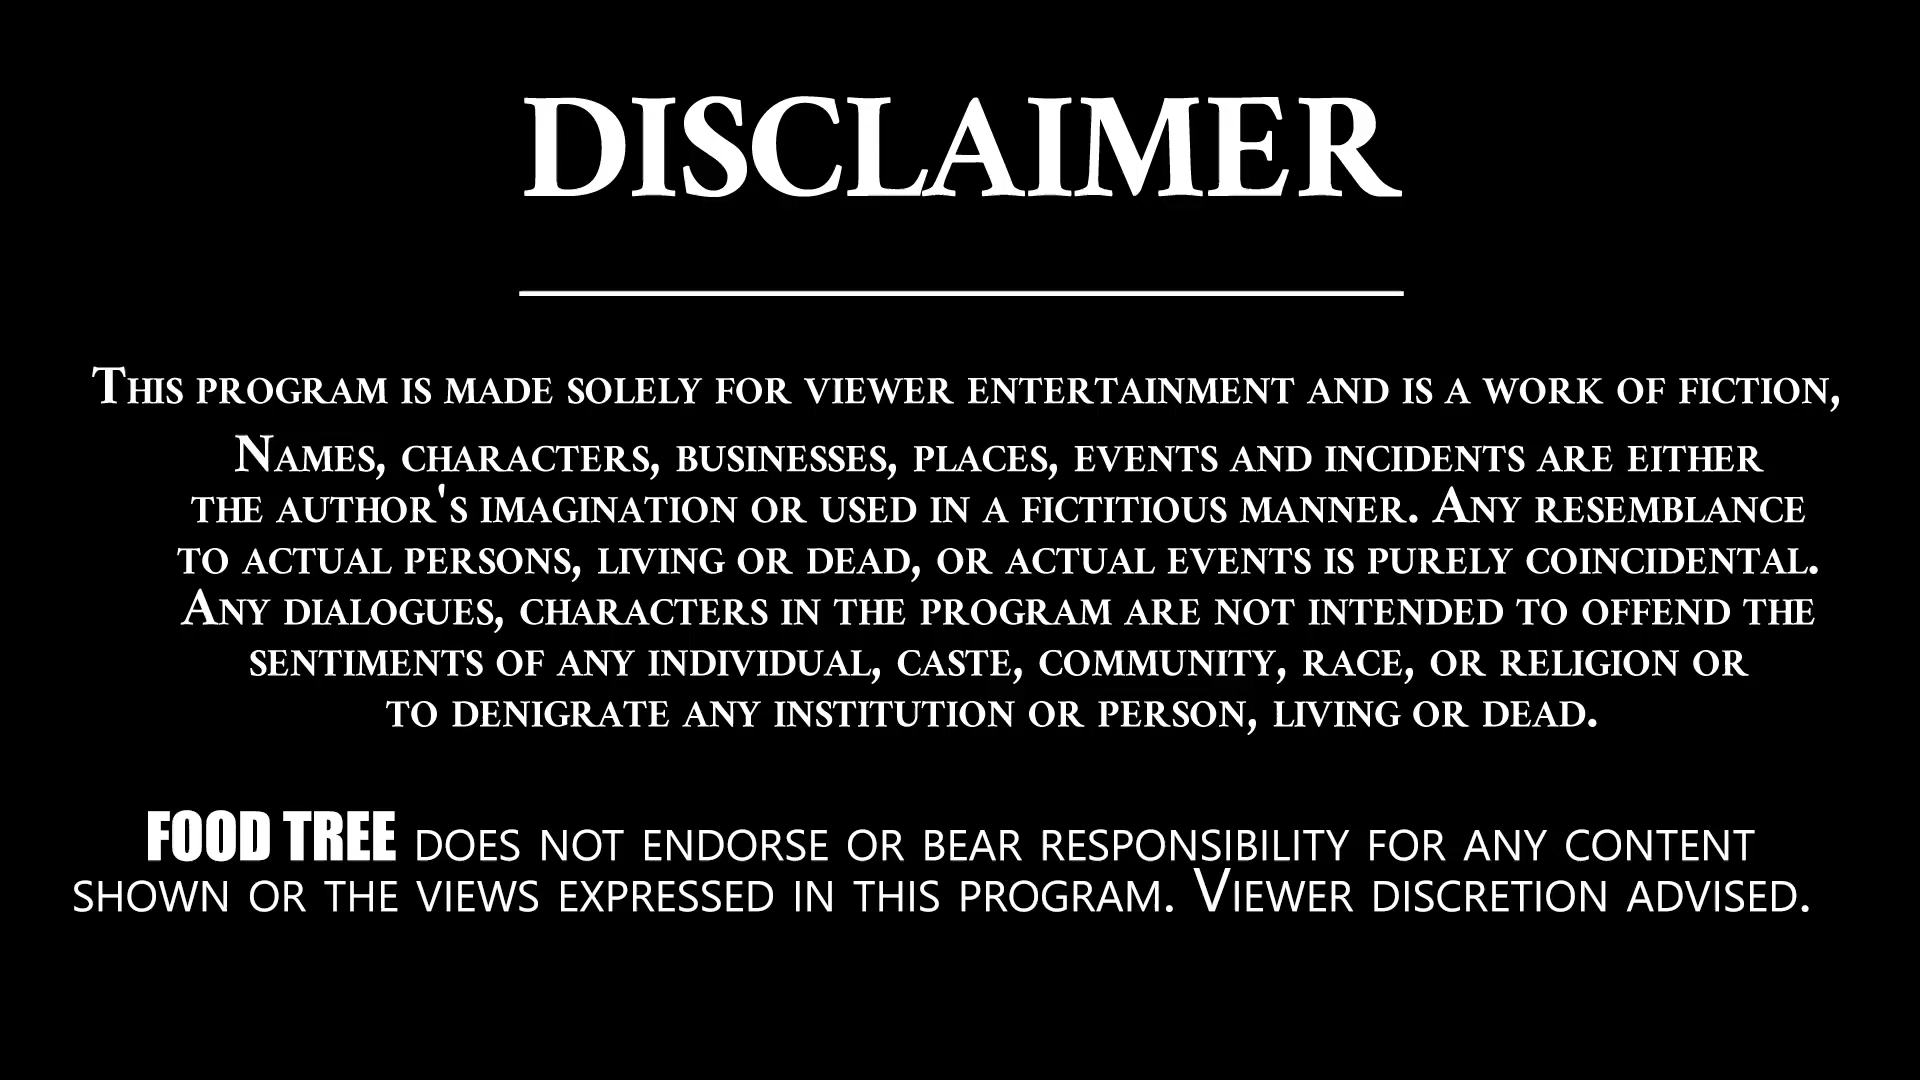 DISCLAIMER
This program is made solely for viewer entertainment and is a work of fiction,
Names, characters, businesses, places, events and incidents are either
the author's imagination or used in a fictitious manner. Any resemblance
to actual persons, living or dead, or actual events is purely coincidental.
Any dialogues, characters in the program are not intended to offend the
sentiments of any individual, caste, community, race, or religion or
to denigrate any institution or person, living or dead.
FOOD TREE does not endorse or bear responsibility for any content
shown or the views expressed in this program. Viewer discretion advised.